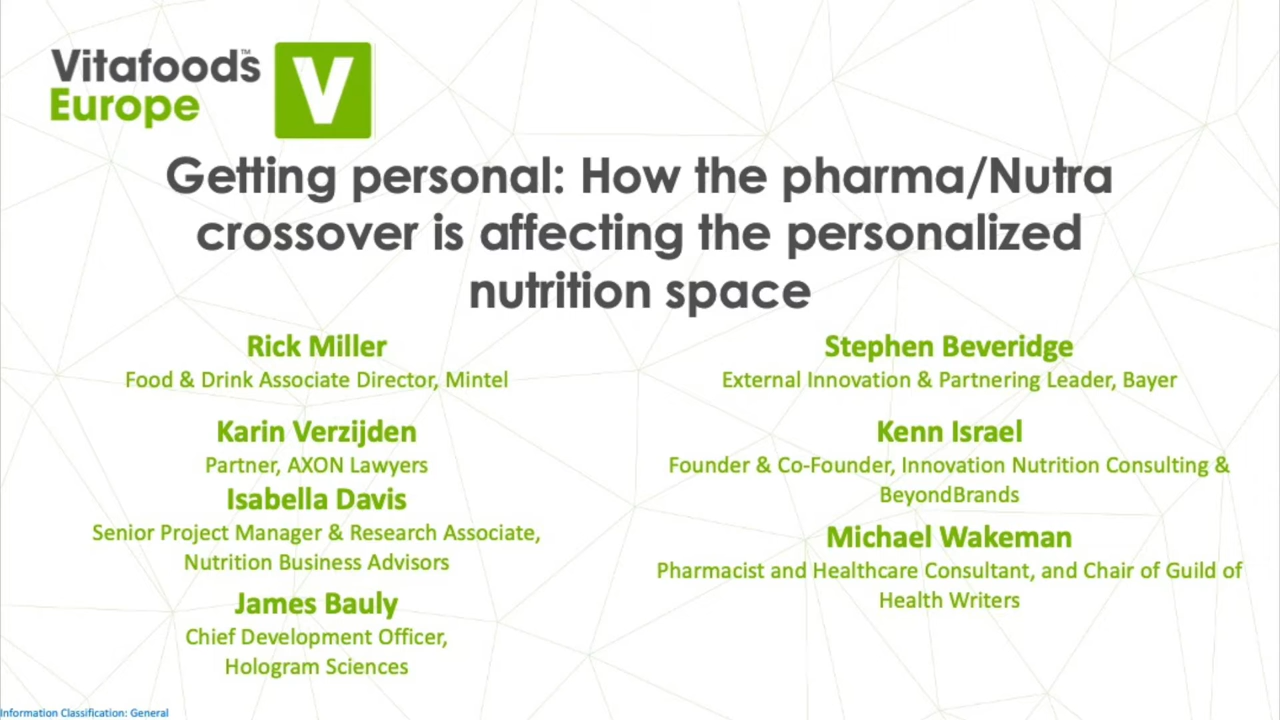 Vitafoods™
Europe
V
Getting personal: How the pharma/Nutra
crossover is affecting the personalized
nutrition space
Rick Miller
Food & Drink Associate Director, Mintel
Karin Verzijden
Partner, AXON Lawyers
Isabella Davis
Senior Project Manager & Research Associate,
Nutrition Business Advisors
James Bauly
Chief Development Officer,
Hologram Sciences
Stephen Beveridge
External Innovation & Partnering Leader, Bayer
Kenn Israel
Founder & Co-Founder, Innovation Nutrition Consulting &
BeyondBrands
Michael Wakeman
Pharmacist and Healthcare Consultant, and Chair of Guild of
Health Writers
Information Classification: General